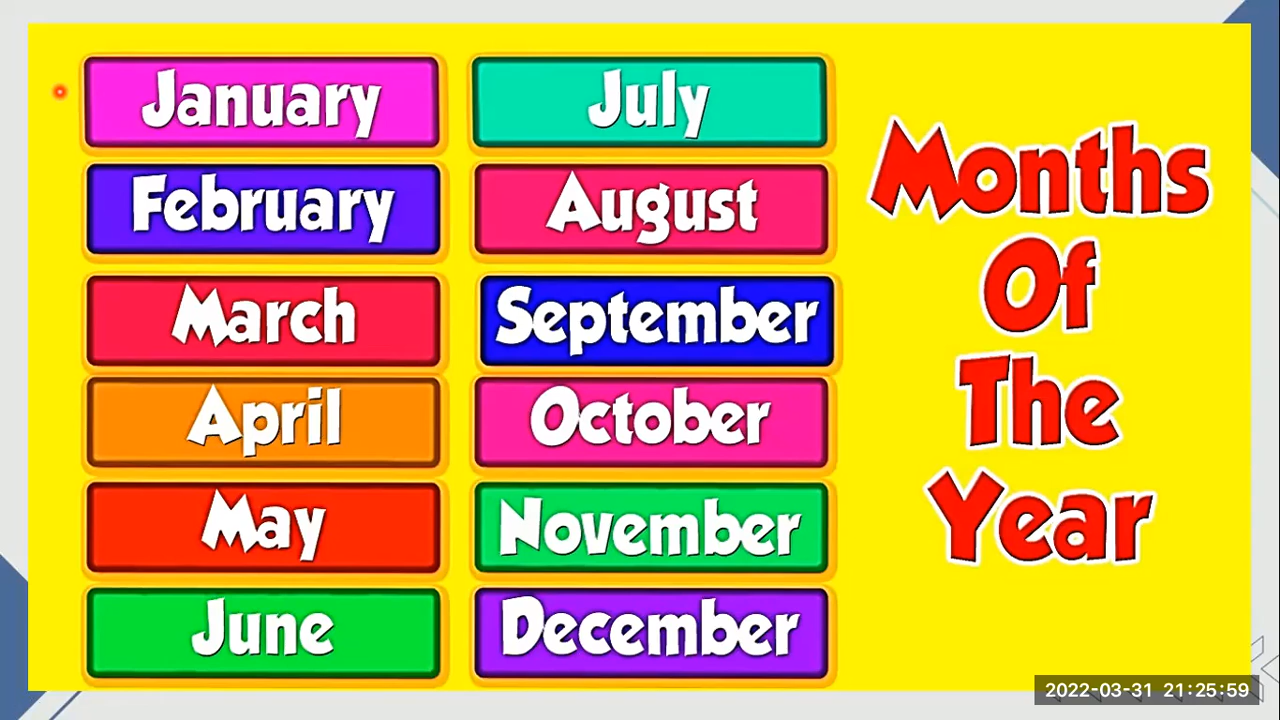 January
February
March
April
May
June
July
August
September
October
November
December
Months
Of
The
Year
2022-03-31 21:25:59